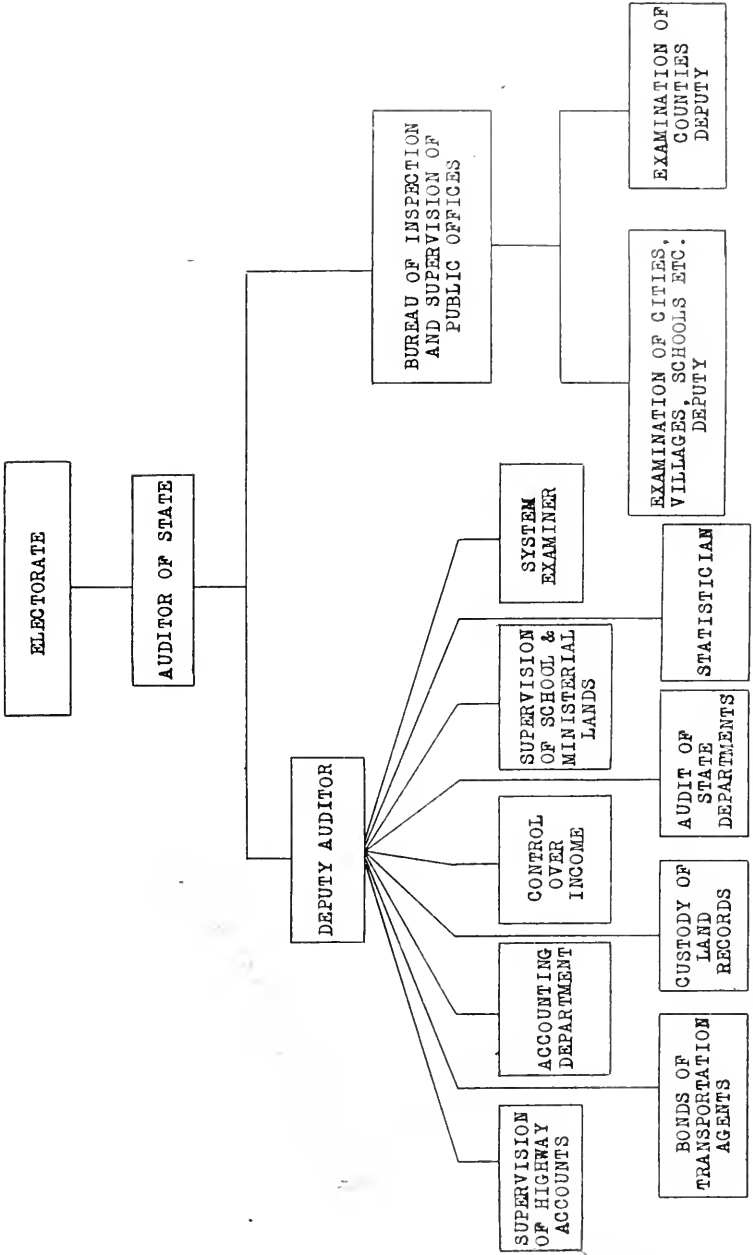 ELECTORATE
AUDITOR OF STATE
DEPUTY AUDITOR
BUREAU OF INSPECTION
AND SUPERVISION OF
PUBLIC OFFICES
SUPERVISION
OF HIGHWAY
ACCOUNTS
ACCOUNTING
DEPARTMENT
CONTROL
OVER
INCOME
SUPERVISION
OF SCHOOL &
MINISTERIAL
LANDS
SYSTEM
EXAMINER
BONDS OF
TRANSPORTATION
AGENTS
CUSTODY OF
LAND
RECORDS
AUDIT OF
STATE
DEPARTMENTS
STATISTICIAN
EXAMINATION OF CITIES,
VILLAGES, SCHOOLS ETC.
DEPUTY
EXAMINATION OF
COUNTIES
DEPUTY